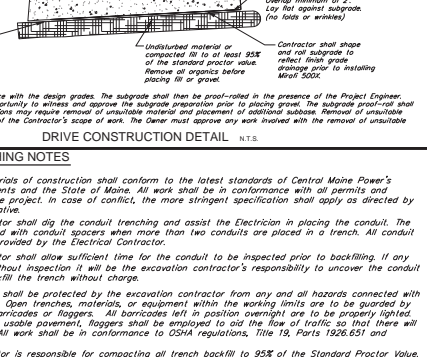 Overlap minimum of 2'.
Lay flat against subgrade.
(no folds or wrinkles)
Undisturbed material or
compacted fill to at least 95%
of the standard proctor value.
Remove all organics before
placing fill or gravel.
Contractor shall shape
and roll subgrade to
reflect finish grade
drainage prior to installing
Mirafi 500X.
ce with the design grades. The subgrade shall then be proof-rolled in the presence of the Project Engineer.
ortunity to witness and approve the subgrade preparation prior to placing gravel. The subgrade proof-roll shall
ions may require removal of unsuitable material and placement of additional subbase. Removal of unsuitable
of the Contractor's scope of work. The Owner must approve any work involved with the removal of unsuitable
DRIVE CONSTRUCTION DETAIL N.T.S.
NING NOTES
rials of construction shall conform to the latest standards of Central Maine Power's
ents and the State of Maine. All work shall be in conformance with all permits and
e project. In case of conflict, the more stringent specification shall apply as directed by
ative.
tor shall dig the conduit trenching and assist the Electrician in placing the conduit. The
d with conduit spacers when more than two conduits are placed in a trench. All conduit
rovided by the Electrical Contractor.
tor shall allow sufficient time for the conduit to be inspected prior to backfilling. If any
hout inspection it will be the excavation contractor's responsibility to uncover the conduit
kfill the trench without charge.
shall be protected by the excavation contractor from any and all hazards connected with
Open trenches, materials, or equipment within the working limits are to be guarded by
arricades or flaggers. All barricades left in position overnight are to be properly lighted.
usable pavement, flaggers shall be employed to aid the flow of traffic so that there will
All work shall be in conformance to OSHA regulations, Title 19, Parts 1926.651 and
or is responsible for compacting all trench backfill to 95% of the Standard Proctor Value.